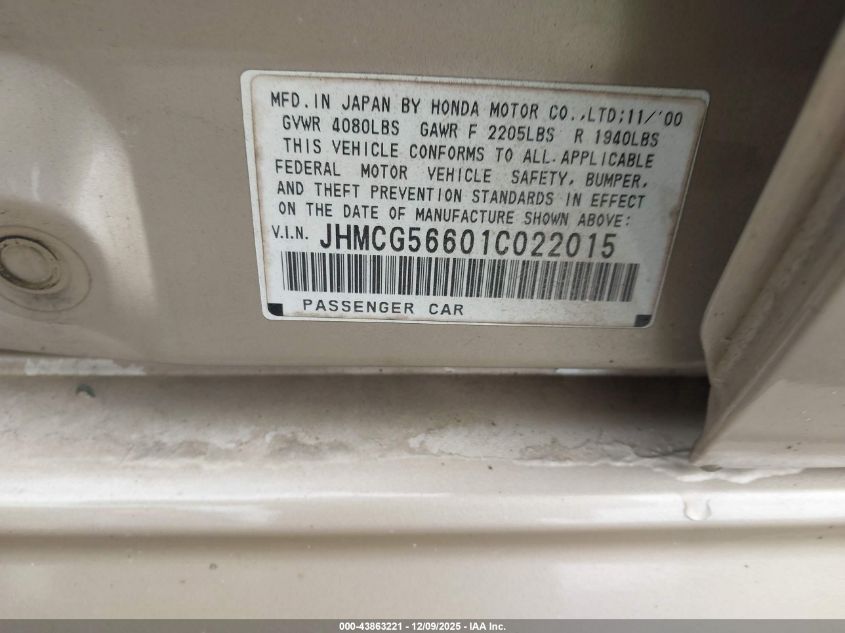 MFD. IN JAPAN BY HONDA MOTOR CO., LTD; 11/'00
GVWR 4080LBS GAWR F 2205LBS R 1940LBS
THIS VEHICLE CONFORMS TO ALL APPLICABLE
FEDERAL MOTOR VEHICLE SAFETY, BUMPER,
AND THEFT PREVENTION STANDARDS IN EFFECT
ON THE DATE OF MANUFACTURE SHOWN ABOVE:
V.I.N. JHMCG56601C022015
PASSENGER CAR
000-43863221 - 12/09/2025 - IAA Inc.